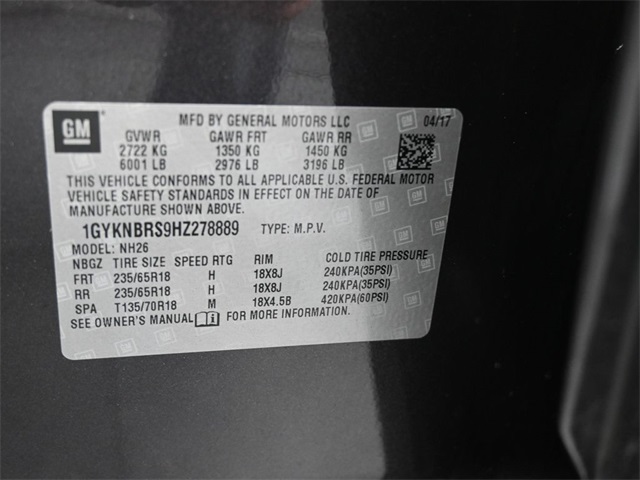 GM MFD BY GENERAL MOTORS LLC 04/17
GVWR GAWR FRT GAWR RR
2722 KG 1350 KG 1450 KG
6001 LB 2976 LB 3196 LB
THIS VEHICLE CONFORMS TO ALL APPLICABLE U.S. FEDERAL MOTOR
VEHICLE SAFETY STANDARDS IN EFFECT ON THE DATE OF
MANUFACTURE SHOWN ABOVE.
1GYKNBRS9HZ278889 TYPE: M.P.V.
MODEL: NH26
NBGZ TIRE SIZE SPEED RTG RIM COLD TIRE PRESSURE
FRT 235/65R18 H 18X8J 240KPA(35PSI)
RR 235/65R18 H 18X8J 240KPA(35PSI)
SPA T135/70R18 M 18X4.5B 420KPA(60PSI)
SEE OWNER'S MANUAL FOR MORE INFORMATION.